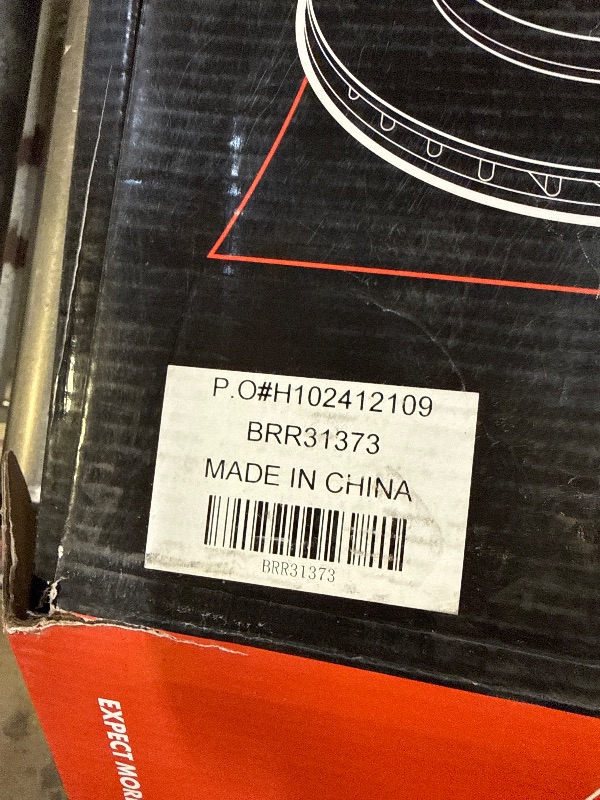 P.O#H102412109
BRR31373
MADE IN CHINA
BRR31373
EXPECT MOR